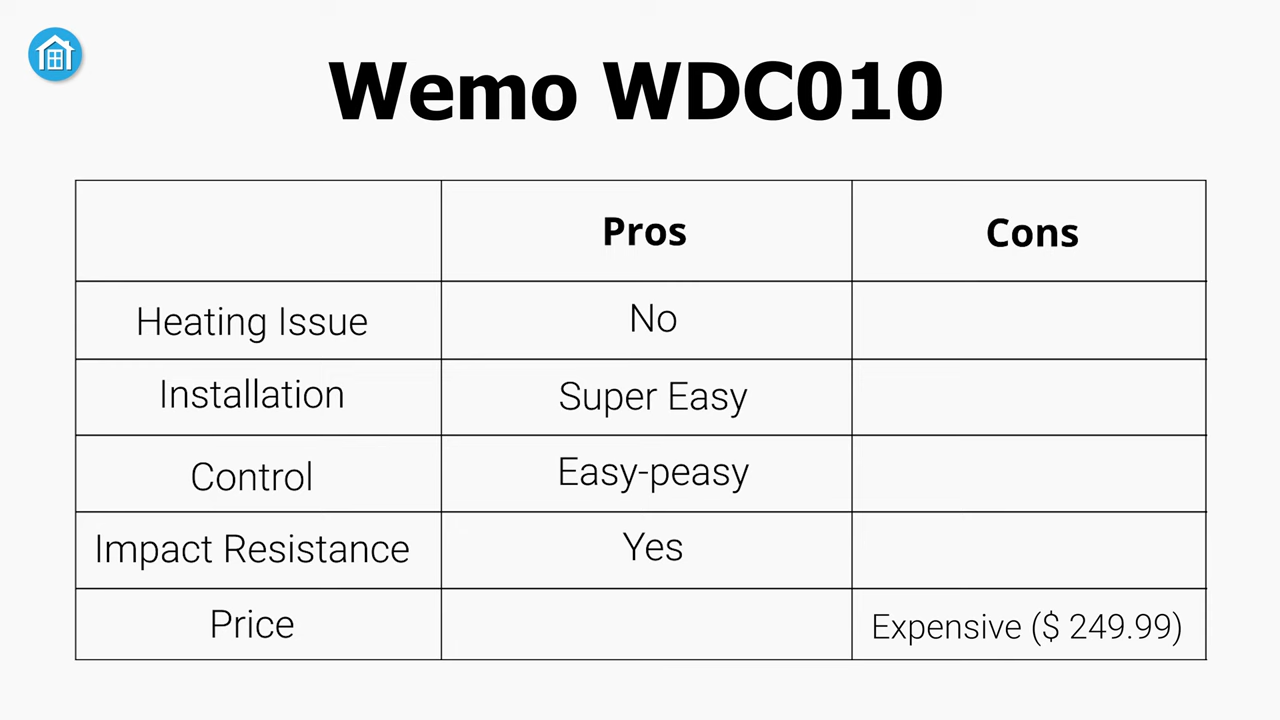 Wemo WDC010
Pros Cons
Heating Issue No
Installation Super Easy
Control Easy-peasy
Impact Resistance Yes
Price Expensive ($ 249.99)